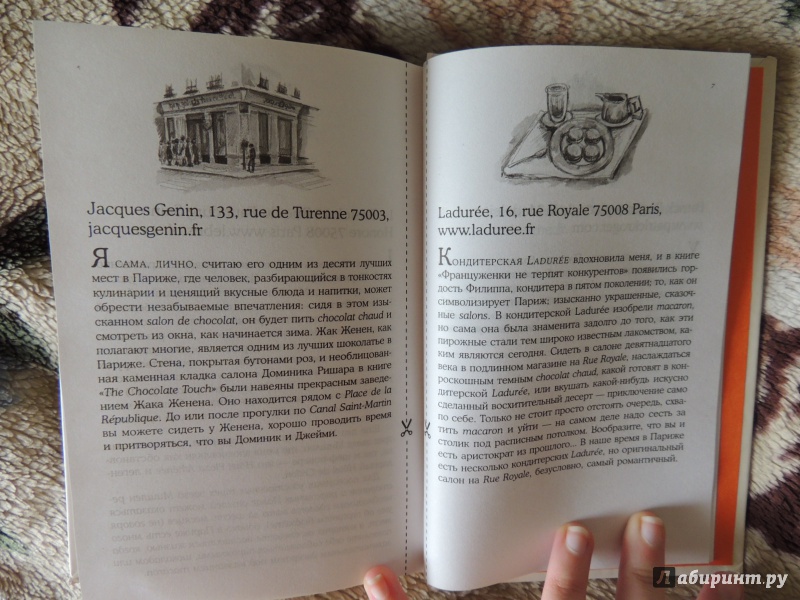 Jacques Genin, 133, rue de Turenne 75003,
jacquesgenin.fr
Я САМА, ЛИЧНО, считаю его одним из десяти лучших
мест в Париже, где человек, разбирающийся в тонкостях
кулинарии и ценящий вкусные блюда и напитки, может
обрести незабываемые впечатления: сидя в этом изы-
сканном salon de chocolat, он будет пить chocolat chaud и
смотреть из окна, как начинается зима. Жак Женен, как
полагают многие, является одним из лучших шоколатье в
Париже. Стена, покрытая бутонами роз, и необлицован-
ная каменная кладка салона Доминика Ришара в книге
«The Chocolate Touch» были навеяны прекрасным заведе-
нием Жака Женена. Оно находится рядом с Place de la
République. До или после прогулки по Canal Saint-Martin
вы можете сидеть у Женена, хорошо проводить время
и притворяться, что вы Доминик и Джейми.
Ladurée, 16, rue Royale 75008 Paris,
www.laduree.fr
КОНДИТЕРСКАЯ LADURÉE вдохновила меня, и в книге
«Француженки не терпят конкурентов» появились гор-
дость Филиппа, кондитера в пятом поколении; то, как он
символизирует Париж; изысканно украшенные, сказоч-
ные salons. В кондитерской Ladurée изобрели macaron,
но сама она была знаменита задолго до того, как эти
пирожные стали тем широко известным лакомством, ка-
ким являются сегодня. Сидеть в салоне девятнадцатого
века в подлинном магазине на Rue Royale, наслаждаться
роскошным темным chocolat chaud, какой готовят в кон-
дитерской Ladurée, или вкушать какой-нибудь искусно
сделанный восхитительный десерт — приключение само
по себе. Только не стоит просто отстоять очередь, схва-
тить macaron и уйти — на самом деле надо сесть за
столик под расписным потолком. Вообразите, что вы и
есть аристократ из прошлого... В наше время в Париже
есть несколько кондитерских Ladurée, но оригинальный
салон на Rue Royale, безусловно, самый романтичный.
Лабиринт.ру